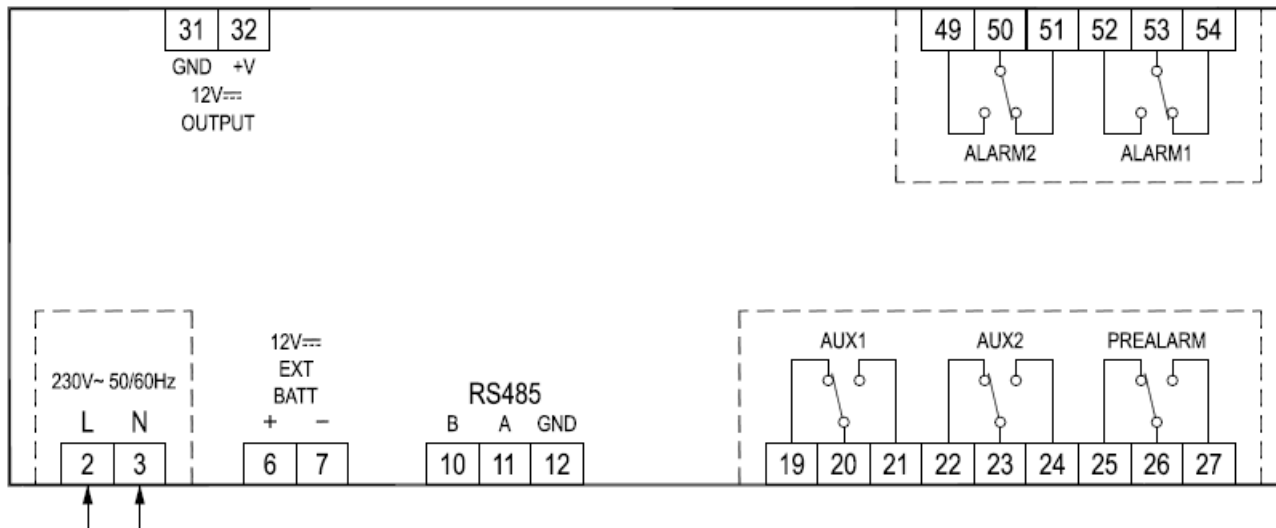 31 32
GND +V
12V⎓
OUTPUT
49 50 51 52 53 54
ALARM2 ALARM1
230V~ 50/60Hz
L N
2 3
12V⎓
EXT
BATT
+ −
6 7
RS485
B A GND
10 11 12
AUX1 AUX2 PREALARM
19 20 21 22 23 24 25 26 27